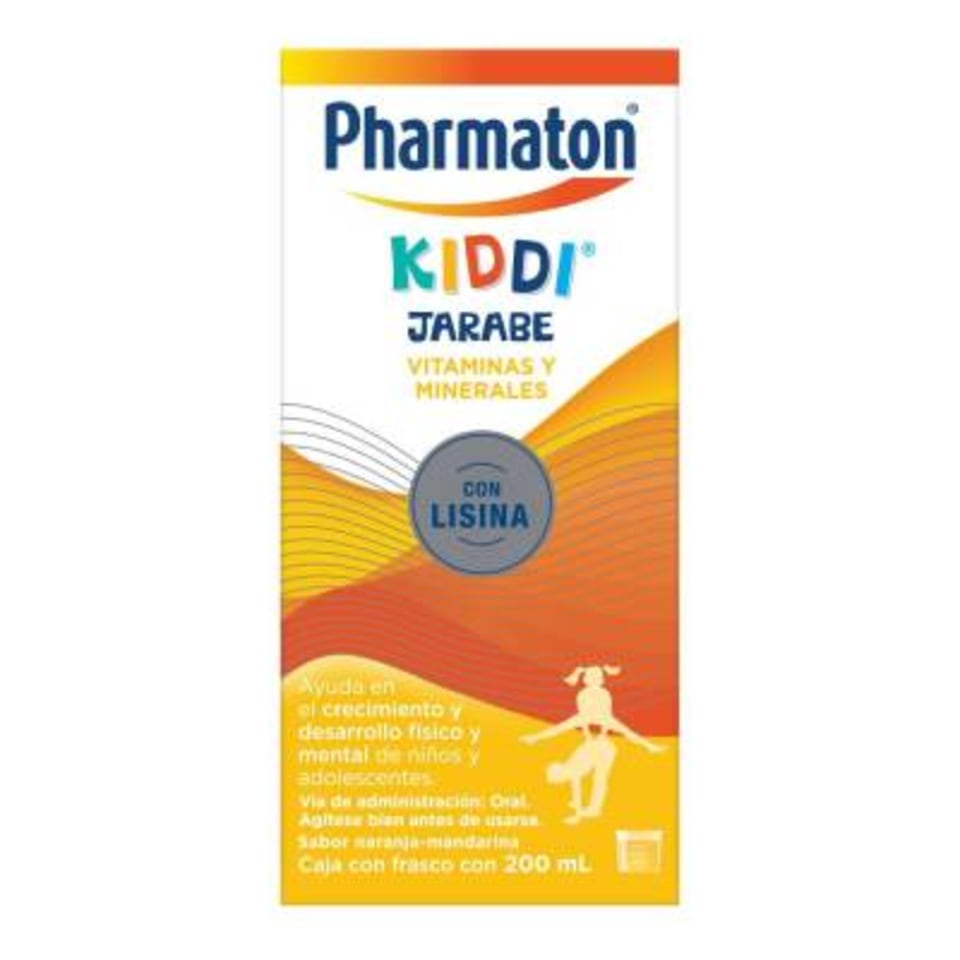 Pharmaton®
KIDDI®
JARABE
VITAMINAS Y
MINERALES
CON
LISINA
Ayuda en
el crecimiento y
desarrollo físico y
mental de niños y
adolescentes.
Vía de administración: Oral.
Agítese bien antes de usarse.
Sabor naranja-mandarina
Caja con frasco con 200 mL